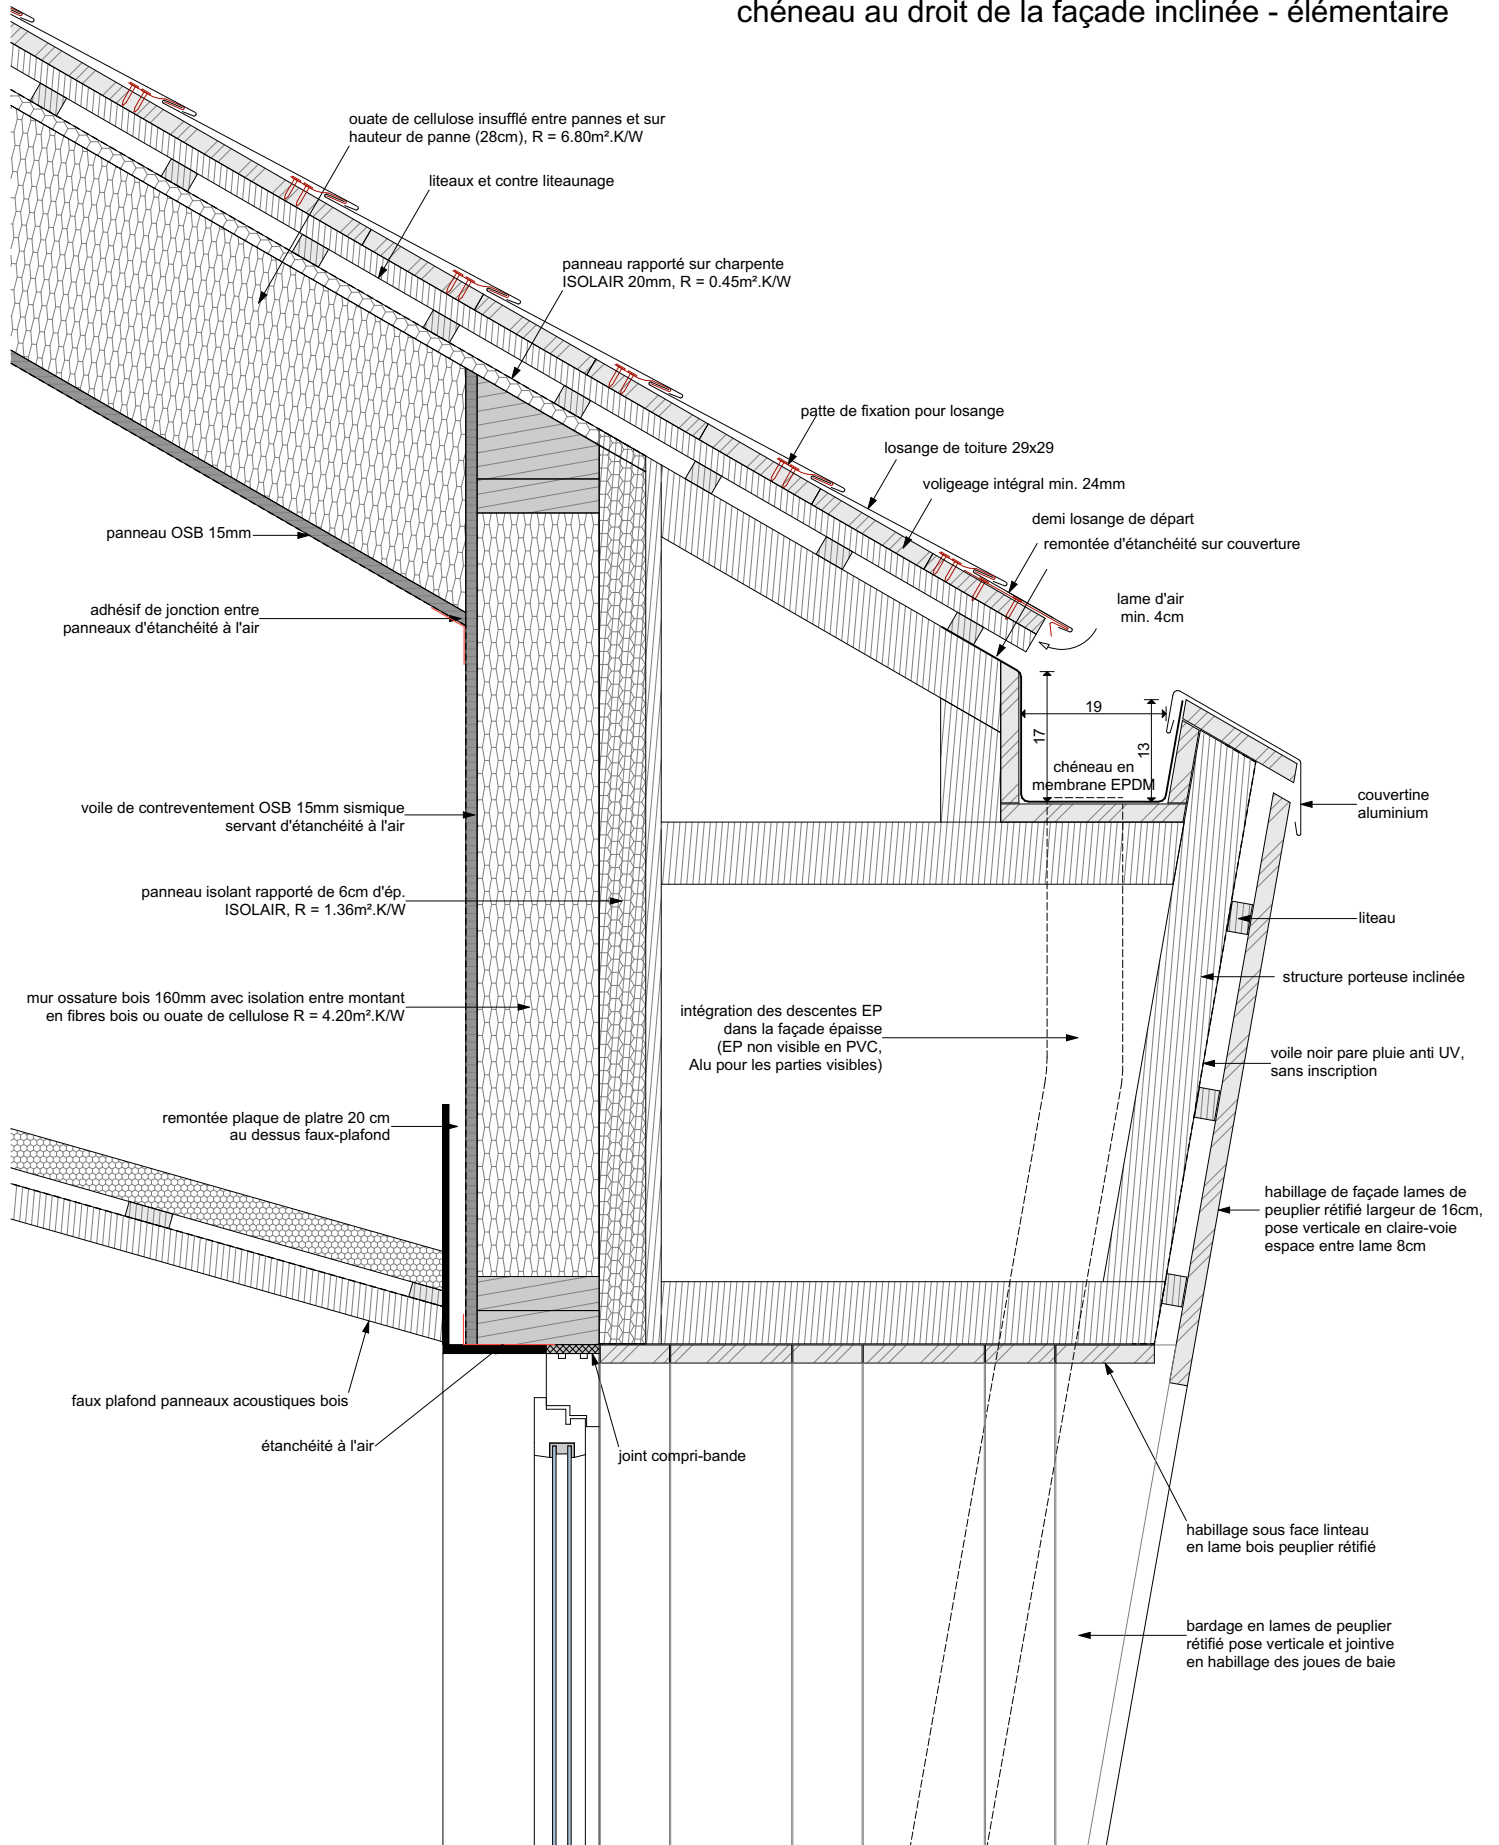 chéneau au droit de la façade inclinée - élémentaire
ouate de cellulose insufflé entre pannes et sur
hauteur de panne (28cm), R = 6.80m².K/W
liteaux et contre liteaunage
panneau rapporté sur charpente
ISOLAIR 20mm, R = 0.45m².K/W
patte de fixation pour losange
losange de toiture 29x29
voligeage intégral min. 24mm
demi losange de départ
remontée d'étanchéité sur couverture
lame d'air
min. 4cm
panneau OSB 15mm
adhésif de jonction entre
panneaux d'étanchéité à l'air
19
17
13
chéneau en
membrane EPDM
couvertine
aluminium
voile de contreventement OSB 15mm sismique
servant d'étanchéité à l'air
panneau isolant rapporté de 6cm d'ép.
ISOLAIR, R = 1.36m².K/W
liteau
structure porteuse inclinée
mur ossature bois 160mm avec isolation entre montant
en fibres bois ou ouate de cellulose R = 4.20m².K/W
intégration des descentes EP
dans la façade épaisse
(EP non visible en PVC,
Alu pour les parties visibles)
voile noir pare pluie anti UV,
sans inscription
remontée plaque de platre 20 cm
au dessus faux-plafond
habillage de façade lames de
peuplier rétifié largeur de 16cm,
pose verticale en claire-voie
espace entre lame 8cm
faux plafond panneaux acoustiques bois
étanchéité à l'air
joint compri-bande
habillage sous face linteau
en lame bois peuplier rétifié
bardage en lames de peuplier
rétifié pose verticale et jointive
en habillage des joues de baie